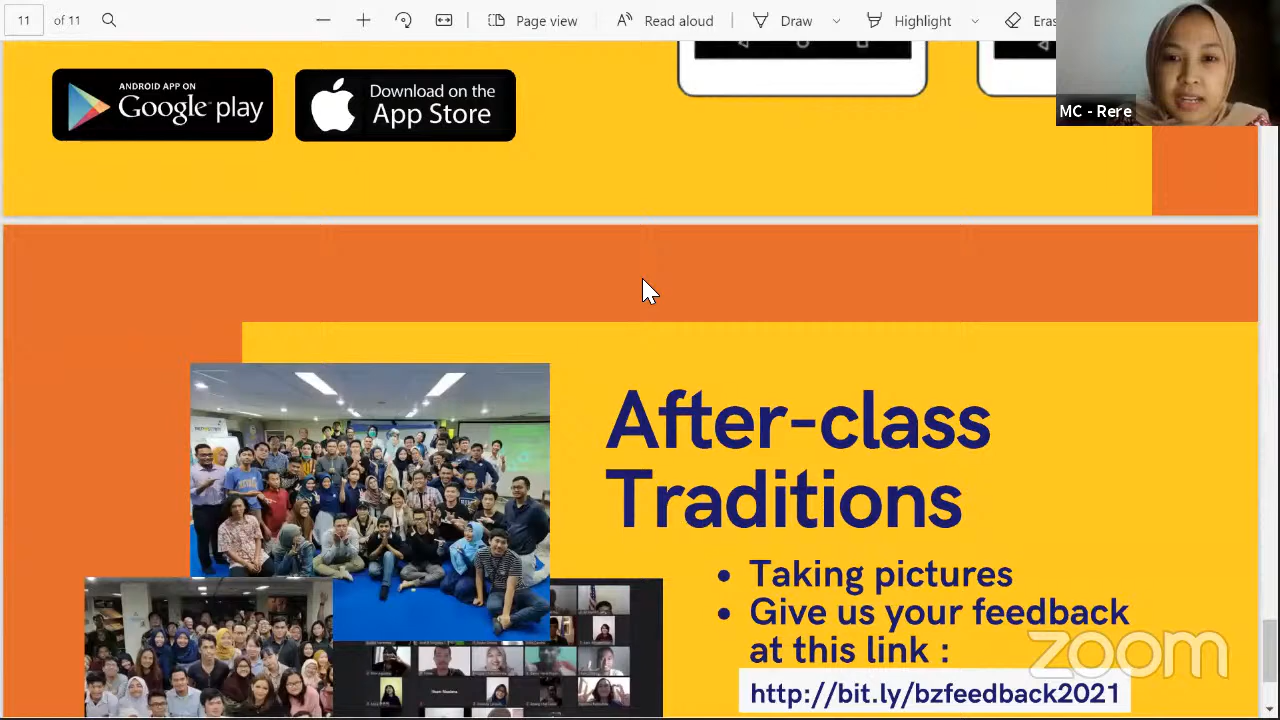 11 of 11
Page view
Read aloud
Draw
Highlight
Eras
MC - Rere
ANDROID APP ON
Google play
Download on the
App Store
After-class
Traditions
• Taking pictures
• Give us your feedback
at this link :
http://bit.ly/bzfeedback2021
zoom